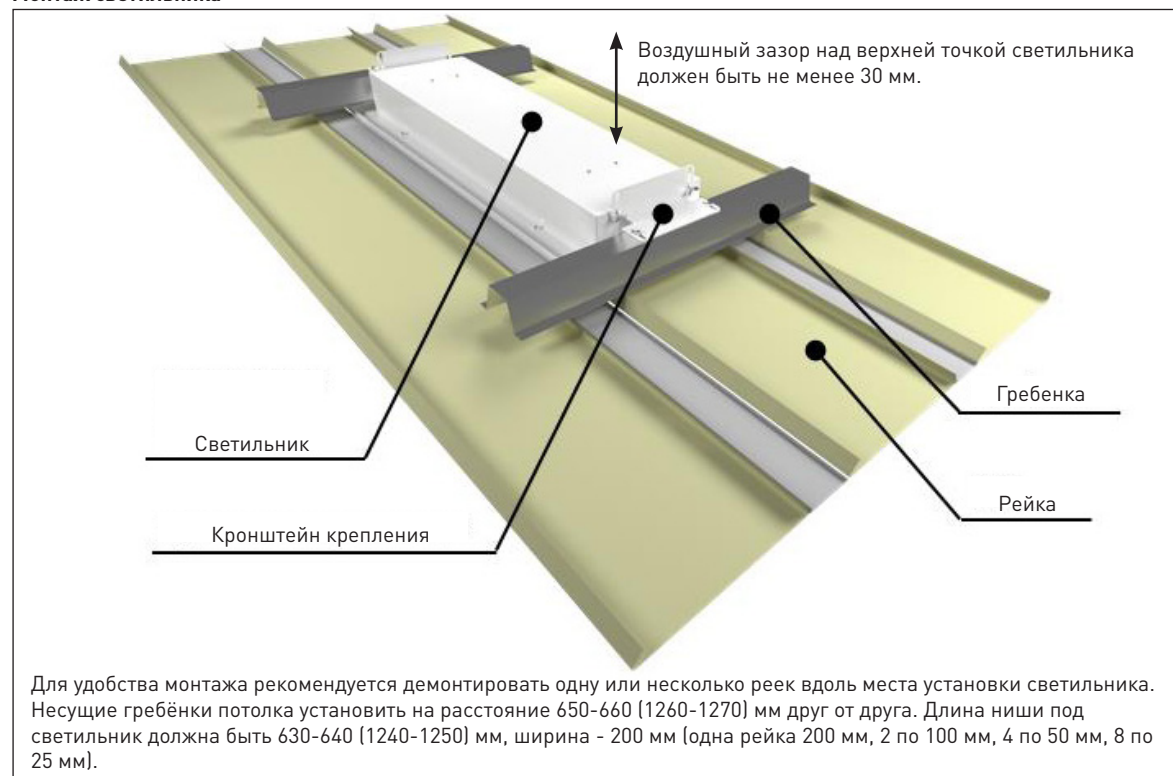 Воздушный зазор над верхней точкой светильника
должен быть не менее 30 мм.
Гребенка
Светильник
Рейка
Кронштейн крепления
Для удобства монтажа рекомендуется демонтировать одну или несколько реек вдоль места установки светильника.
Несущие гребёнки потолка установить на расстояние 650-660 (1260-1270) мм друг от друга. Длина ниши под
светильник должна быть 630-640 (1240-1250) мм, ширина - 200 мм (одна рейка 200 мм, 2 по 100 мм, 4 по 50 мм, 8 по
25 мм).